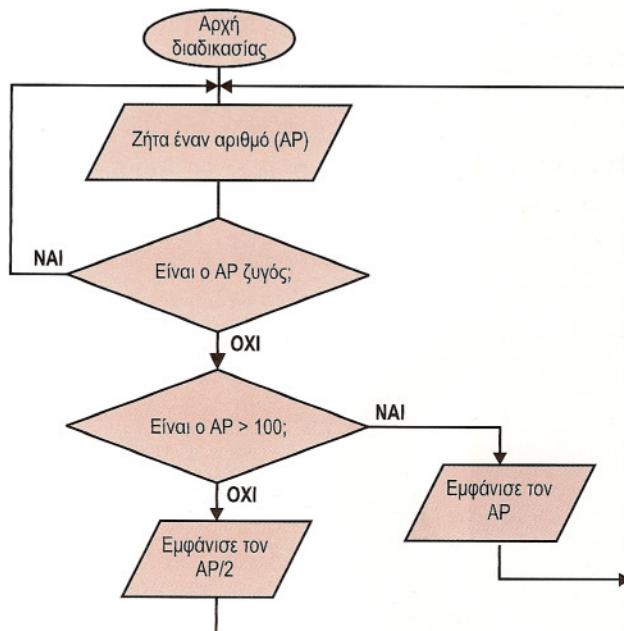 Αρχή
διαδικασίας
Ζήτα έναν αριθμό (ΑΡ)
ΝΑΙ
Είναι ο ΑΡ ζυγός;
ΟΧΙ
Είναι ο ΑΡ > 100;
ΝΑΙ
ΟΧΙ
Εμφάνισε τον
ΑΡ
Εμφάνισε τον
ΑΡ/2